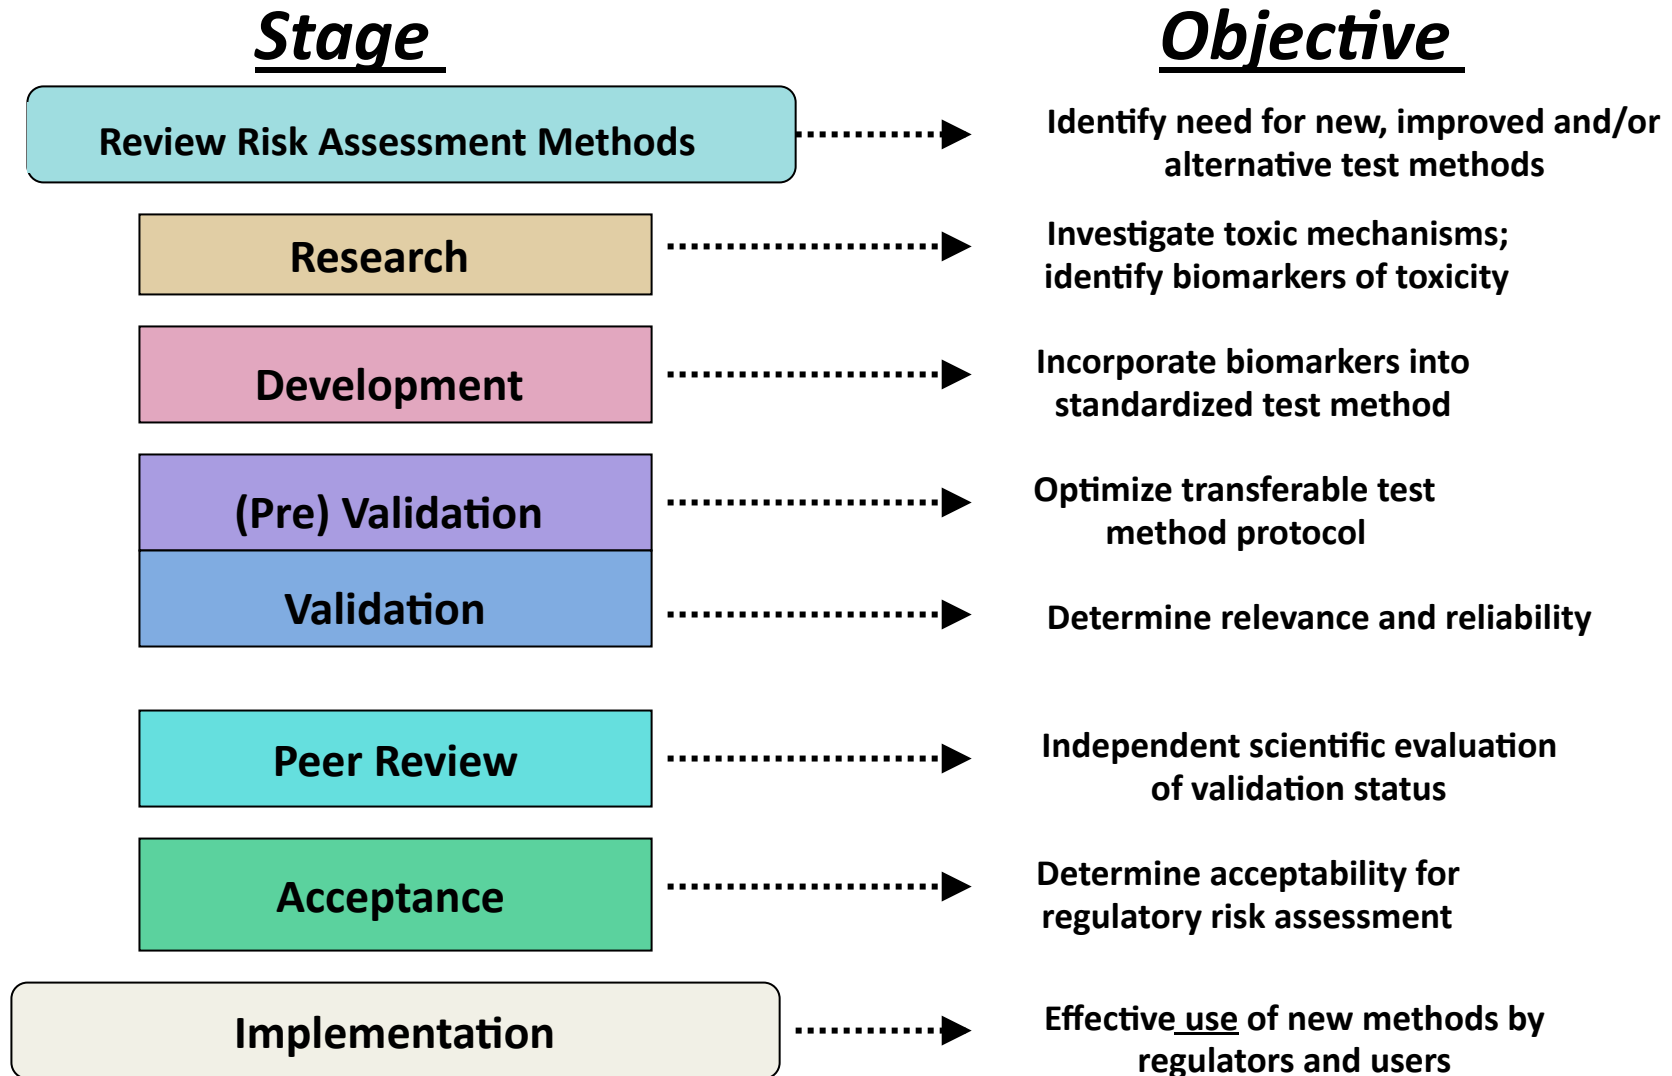 Stage
Objective
Review Risk Assessment Methods
Identify need for new, improved and/or
alternative test methods
Research
Investigate toxic mechanisms;
identify biomarkers of toxicity
Development
Incorporate biomarkers into
standardized test method
(Pre) Validation
Optimize transferable test
method protocol
Validation
Determine relevance and reliability
Peer Review
Independent scientific evaluation
of validation status
Acceptance
Determine acceptability for
regulatory risk assessment
Implementation
Effective use of new methods by
regulators and users